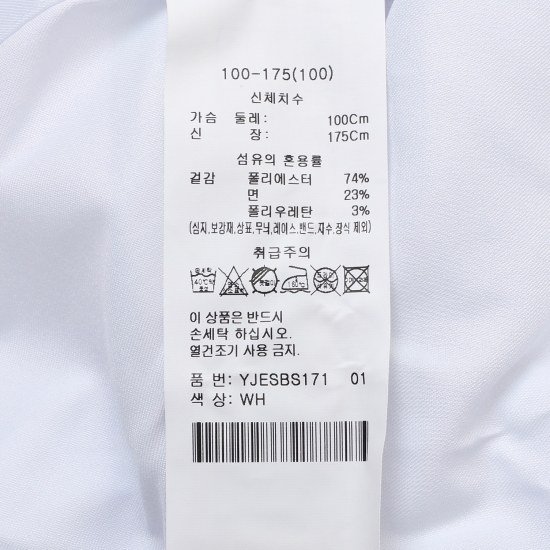 100-175(100)
신체치수
가슴 둘레: 100Cm
신 장: 175Cm
섬유의 혼용률
겉감 폴리에스터 74%
면 23%
폴리우레탄 3%
(심지,보강재,상표,무늬,레이스,밴드,자수,장식 제외)
취급주의
40℃
이 상품은 반드시
손세탁 하십시오.
열건조기 사용 금지.
품 번: YJESBS171 01
색 상: WH